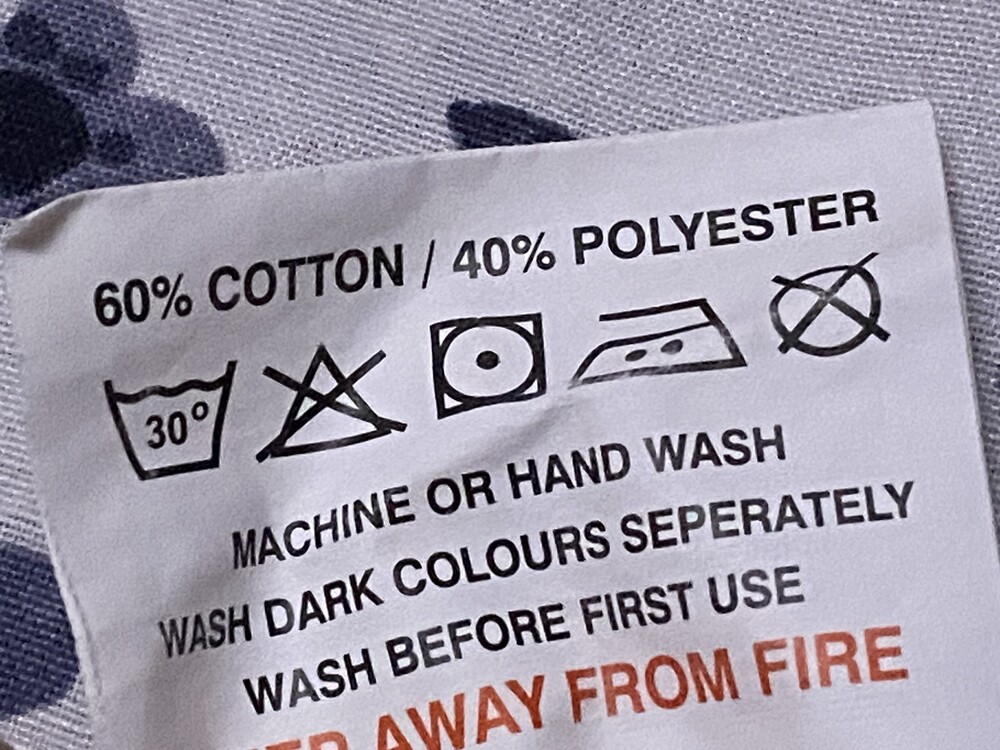 60% COTTON / 40% POLYESTER
30°
MACHINE OR HAND WASH
WASH DARK COLOURS SEPERATELY
WASH BEFORE FIRST USE
AWAY FROM FIRE